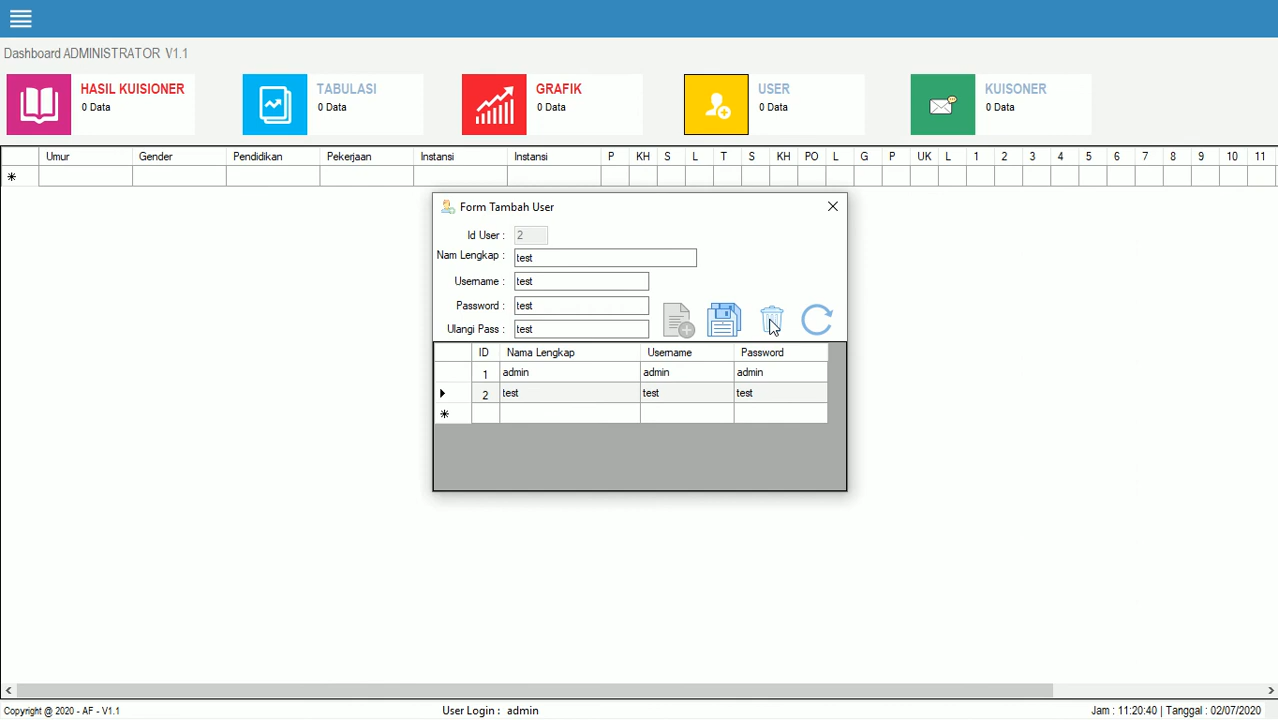 Dashboard ADMINISTRATOR V1.1
HASIL KUISIONER
0 Data
TABULASI
0 Data
GRAFIK
0 Data
USER
0 Data
KUISONER
0 Data
Umur Gender Pendidikan Pekerjaan Instansi Instansi P KH S L T S KH PO L G P UK L 1 2 3 4 5 6 7 8 9 10 11
Form Tambah User
Id User : 2
Nam Lengkap : test
Username : test
Password : test
Ulangi Pass : test
ID Nama Lengkap Username Password
1 admin admin admin
2 test test test
Copyright @ 2020 - AF - V1.1 User Login : admin Jam : 11:20:40 | Tanggal : 02/07/2020